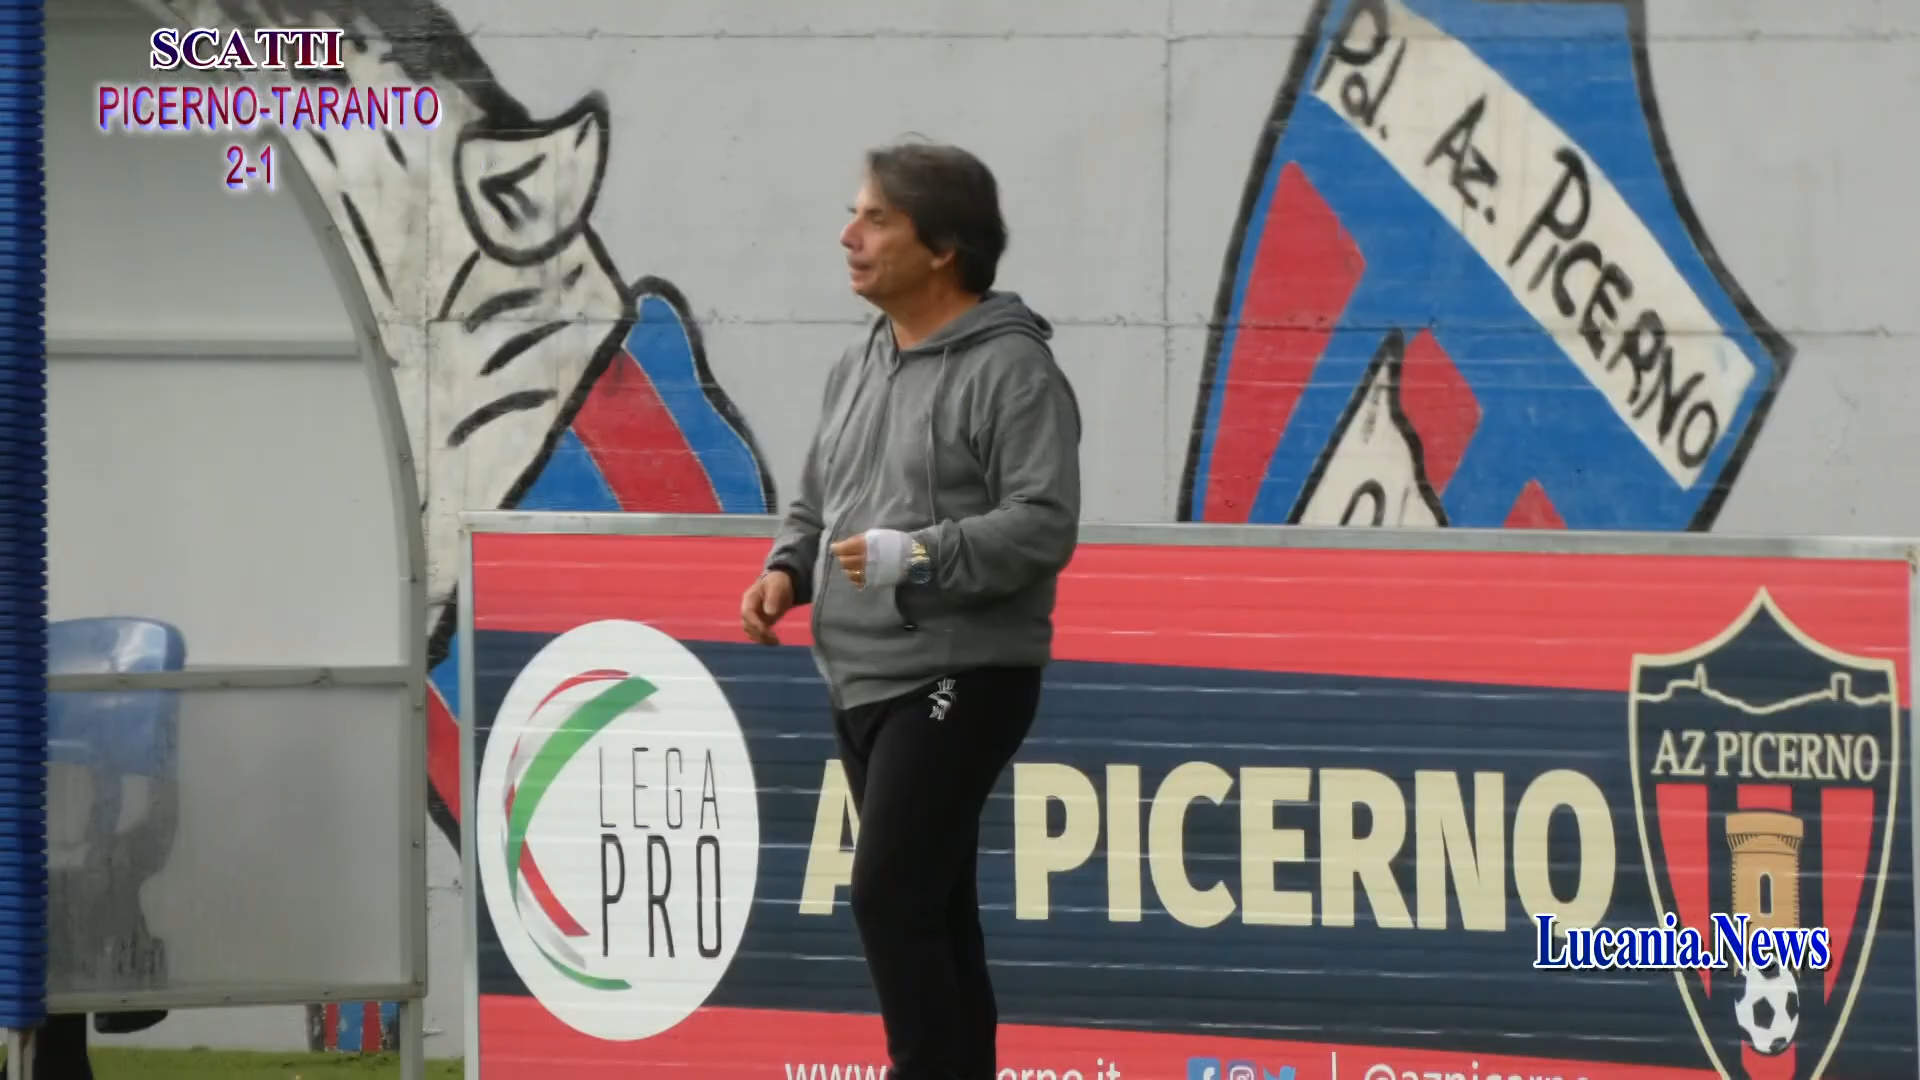 SCATTI
PICERNO-TARANTO
2-1
Pol. Az. PICERNO
LEGA
PRO
PICERNO
AZ PICERNO
Lucania.News